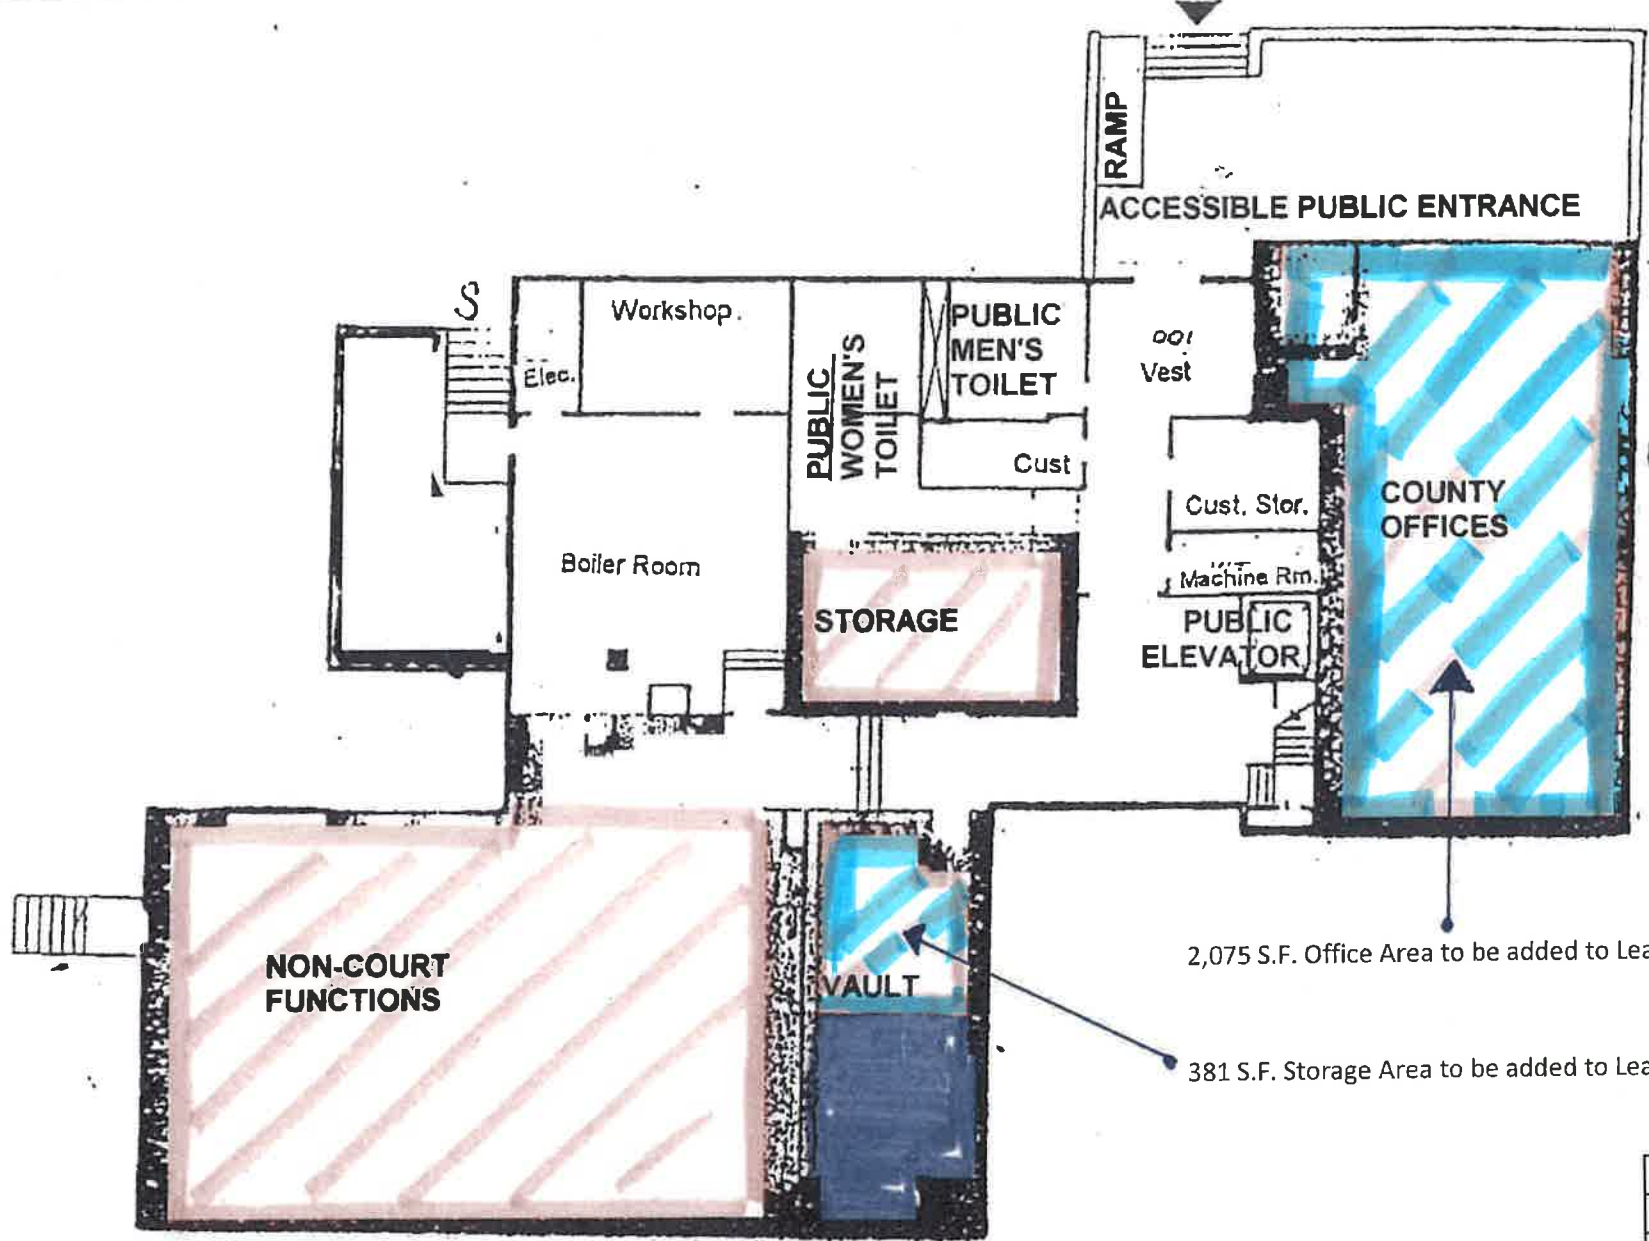 RAMP
ACCESSIBLE PUBLIC ENTRANCE
S
Workshop.
Elec.
PUBLIC
WOMEN'S
TOILET
PUBLIC
MEN'S
TOILET
001
Vest
Cust
Cust. Stor.
COUNTY
OFFICES
Boiler Room
Machine Rm.
STORAGE
PUBLIC
ELEVATOR
NON-COURT
FUNCTIONS
VAULT
2,075 S.F. Office Area to be added to Lea
381 S.F. Storage Area to be added to Lea